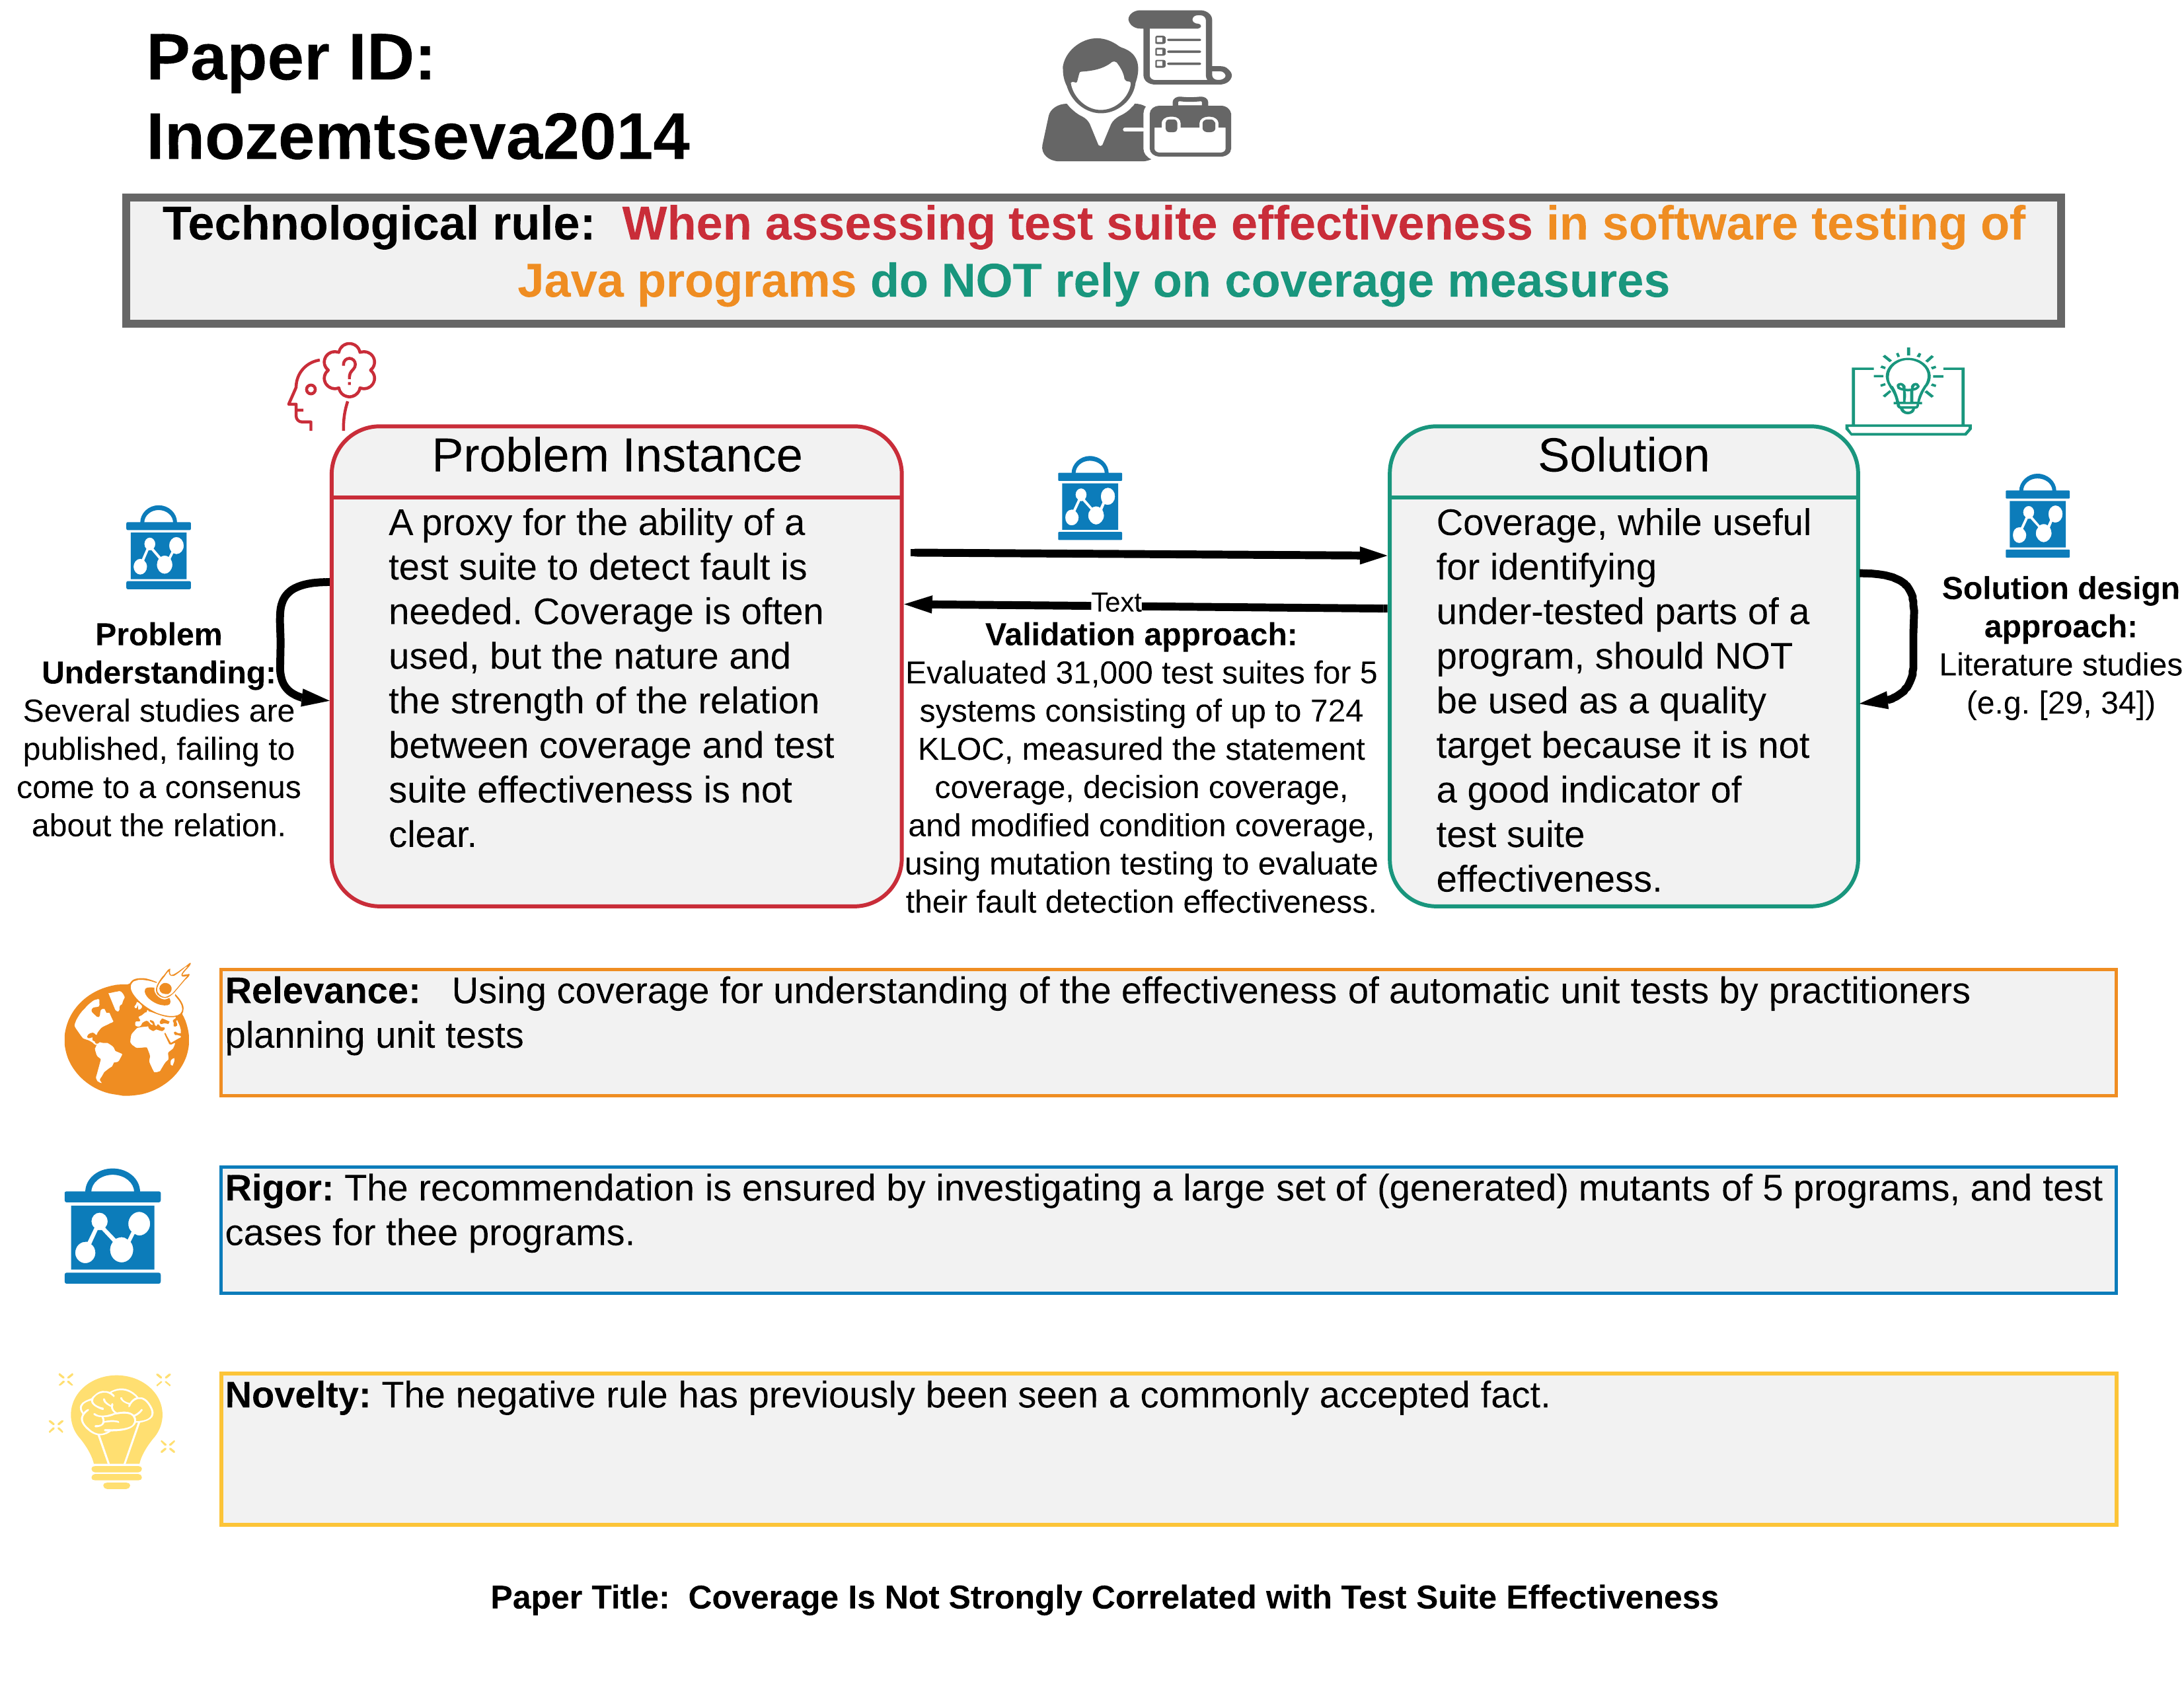 Paper ID:
Inozemtseva2014
Technological rule: When assessing test suite effectiveness in software testing of
Java programs do NOT rely on coverage measures
?
Problem Instance
A proxy for the ability of a
test suite to detect fault is
needed. Coverage is often
used, but the nature and
the strength of the relation
between coverage and test
suite effectiveness is not
clear.
Problem
Understanding:
Several studies are
published, failing to
come to a consenus
about the relation.
Text
Validation approach:
Evaluated 31,000 test suites for 5
systems consisting of up to 724
KLOC, measured the statement
coverage, decision coverage,
and modified condition coverage,
using mutation testing to evaluate
their fault detection effectiveness.
Solution
Coverage, while useful
for identifying
under-tested parts of a
program, should NOT
be used as a quality
target because it is not
a good indicator of
test suite
effectiveness.
Solution design
approach:
Literature studies
(e.g. [29, 34])
Relevance: Using coverage for understanding of the effectiveness of automatic unit tests by practitioners
planning unit tests
Rigor: The recommendation is ensured by investigating a large set of (generated) mutants of 5 programs, and test
cases for thee programs.
Novelty: The negative rule has previously been seen a commonly accepted fact.
Paper Title: Coverage Is Not Strongly Correlated with Test Suite Effectiveness